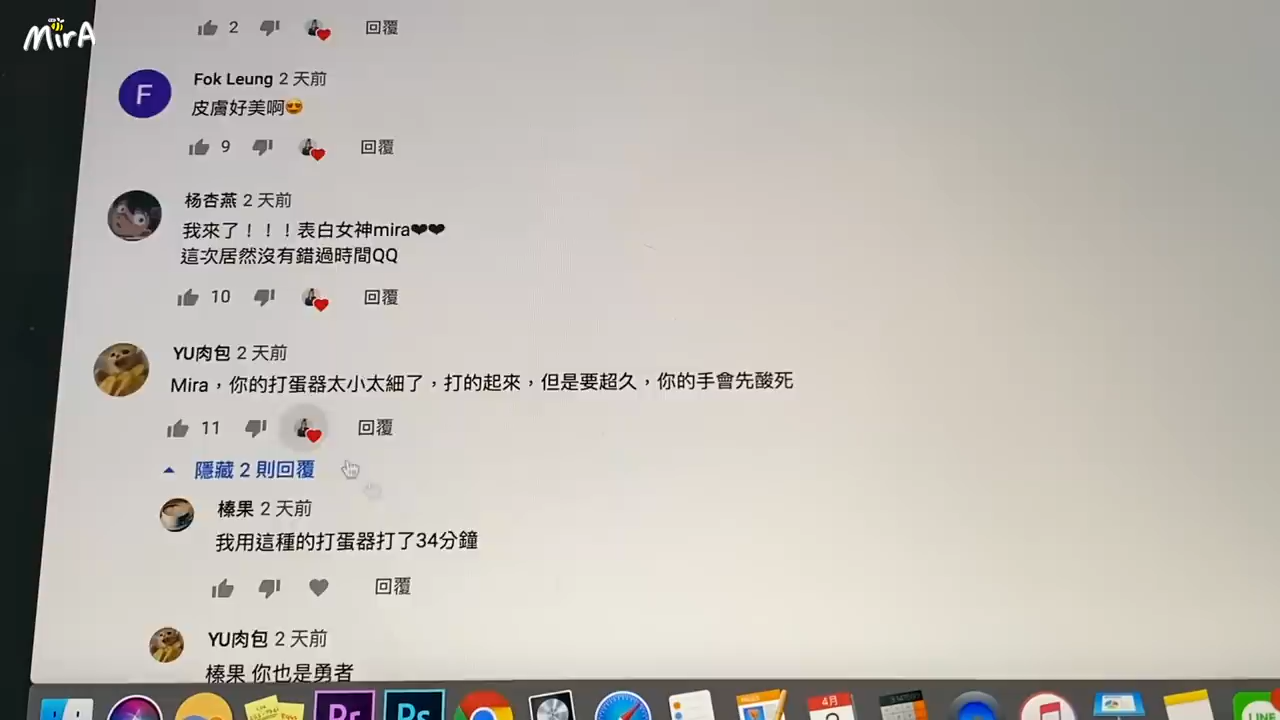 MirA
2
回覆
F
Fok Leung 2 天前
皮膚好美啊😍
9
回覆
杨杏燕 2 天前
我來了！！！表白女神mira❤❤
這次居然沒有錯過時間QQ
10
回覆
YU肉包 2 天前
Mira，你的打蛋器太小太細了，打的起來，但是要超久，你的手會先酸死
11
回覆
隱藏 2 則回覆
榛果 2 天前
我用這種的打蛋器打了34分鐘
回覆
YU肉包 2 天前
榛果 你也是勇者
Pr
Ps
4月
LINE